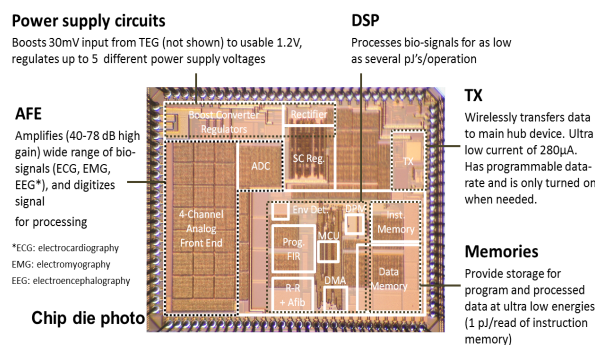 Power supply circuits
Boosts 30mV input from TEG (not shown) to usable 1.2V,
regulates up to 5 different power supply voltages
DSP
Processes bio-signals for as low
as several pJ's/operation
AFE
Amplifies (40-78 dB high
gain) wide range of bio-
signals (ECG, EMG,
EEG*), and digitizes
signal
for processing
*ECG: electrocardiography
EMG: electromyography
EEG: electroencephalography
Chip die photo
Boost Converter
Regulators
Rectifier
ADC
SC Reg.
TX
4-Channel
Analog
Front End
Env Det
DPM
MCU
Prog.
FIR
R-R
+ Afib
DMA
Inst.
Memory
Data
Memory
TX
Wirelessly transfers data
to main hub device. Ultra
low current of 280µA.
Has programable data-
rate and is only turned on
when needed.
Memories
Provide storage for
program and processed
data at ultra low energies
(1 pJ/read of instruction
memory)